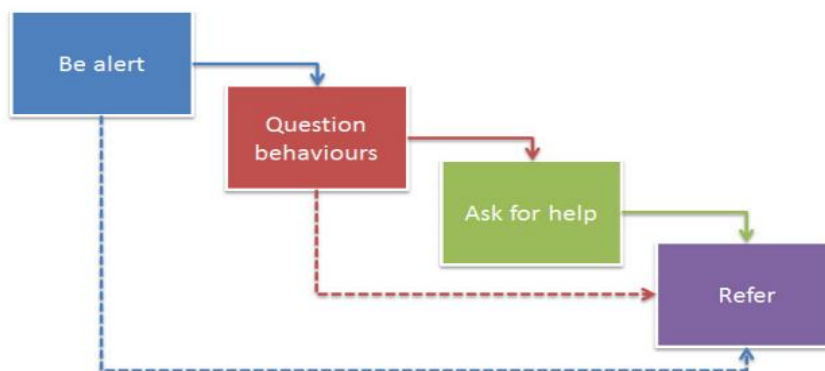 Be alert
Question
behaviours
Ask for help
Refer